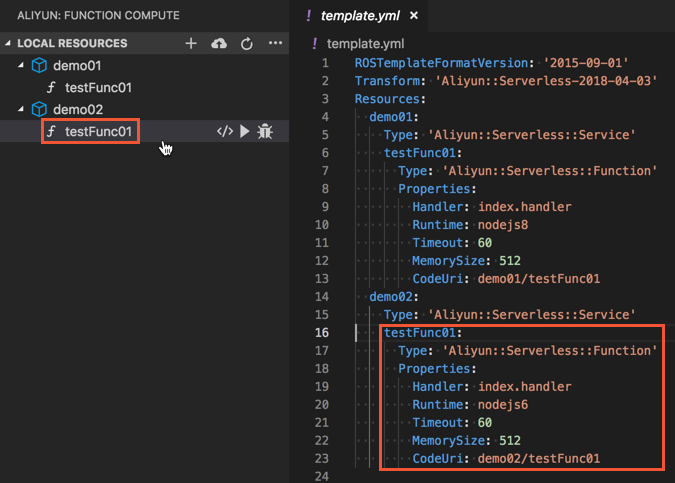 ALIYUN: FUNCTION COMPUTE
LOCAL RESOURCES
demo01
testFunc01
demo02
testFunc01
template.yml
template.yml
1 ROSTemplateFormatVersion: '2015-09-01'
2 Transform: 'Aliyun::Serverless-2018-04-03'
3 Resources:
4 demo01:
5 Type: 'Aliyun::Serverless::Service'
6 testFunc01:
7 Type: 'Aliyun::Serverless::Function'
8 Properties:
9 Handler: index.handler
10 Runtime: nodejs8
11 Timeout: 60
12 MemorySize: 512
13 CodeUri: demo01/testFunc01
14 demo02:
15 Type: 'Aliyun::Serverless::Service'
16 testFunc01:
17 Type: 'Aliyun::Serverless::Function'
18 Properties:
19 Handler: index.handler
20 Runtime: nodejs6
21 Timeout: 60
22 MemorySize: 512
23 CodeUri: demo02/testFunc01
24